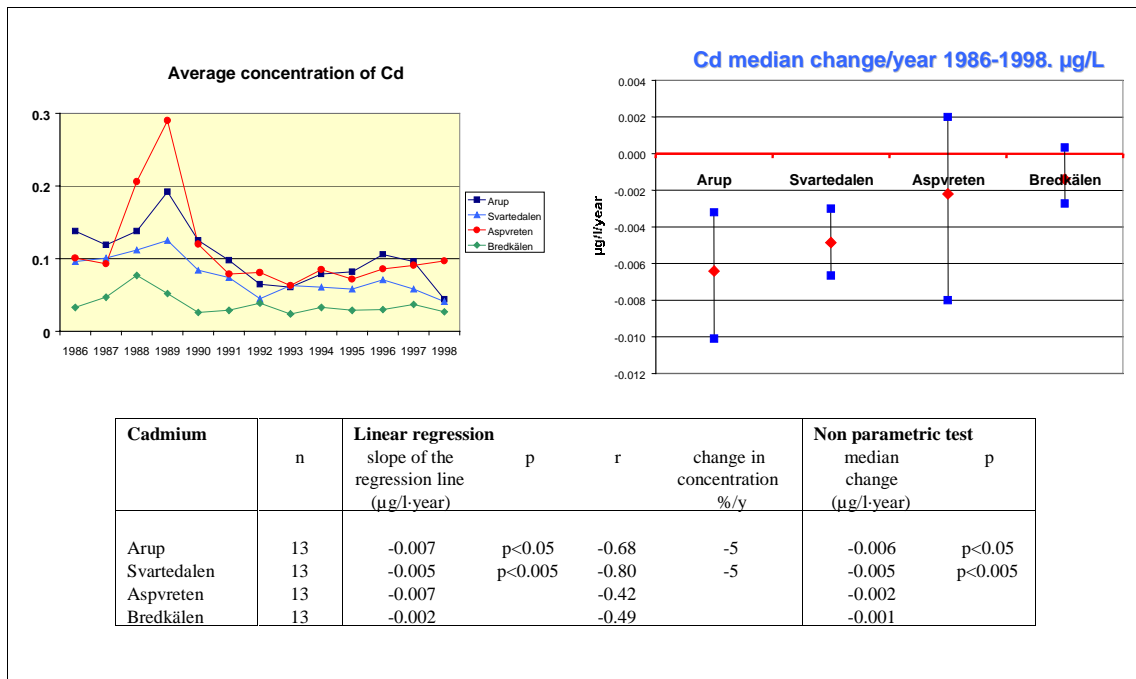 Average concentration of Cd
0.3
0.2
0.1
0
1986 1987 1988 1989 1990 1991 1992 1993 1994 1995 1996 1997 1998
Arup
Svartedalen
Aspvreten
Bredkälen
Cd median change/year 1986-1998. µg/L
0.004
0.002
0.000
-0.002
-0.004
-0.006
-0.008
-0.010
-0.012
µg/l/year
Arup Svartedalen Aspvreten Bredkälen
Cadmium Linear regression Non parametric test
n slope of the p r change in median p
regression line concentration change
(µg/l·year) %/y (µg/l·year)
Arup 13 -0.007 p<0.05 -0.68 -5 -0.006 p<0.05
Svartedalen 13 -0.005 p<0.005 -0.80 -5 -0.005 p<0.005
Aspvreten 13 -0.007 -0.42 -0.002
Bredkälen 13 -0.002 -0.49 -0.001